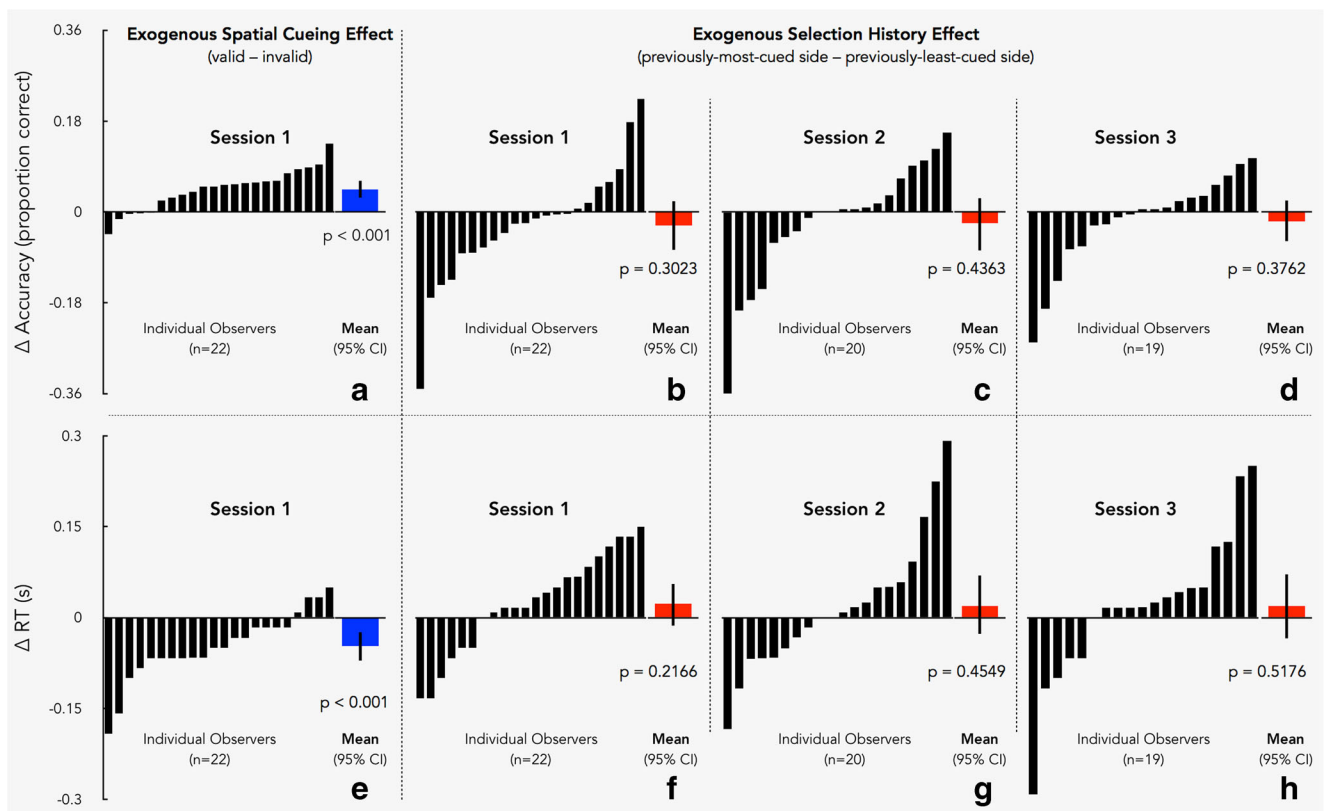 Exogenous Spatial Cueing Effect
(valid – invalid)
Exogenous Selection History Effect
(previously-most-cued side – previously-least-cued side)
Δ Accuracy (proportion correct)
0.36
0.18
0
-0.18
-0.36
Session 1
p < 0.001
Individual Observers
(n=22)
Mean
(95% CI)
a
Session 1
p = 0.3023
Individual Observers
(n=22)
Mean
(95% CI)
b
Session 2
p = 0.4363
Individual Observers
(n=20)
Mean
(95% CI)
c
Session 3
p = 0.3762
Individual Observers
(n=19)
Mean
(95% CI)
d
Δ RT (s)
0.3
0.15
0
-0.15
-0.3
Session 1
p < 0.001
Individual Observers
(n=22)
Mean
(95% CI)
e
Session 1
p = 0.2166
Individual Observers
(n=22)
Mean
(95% CI)
f
Session 2
p = 0.4549
Individual Observers
(n=20)
Mean
(95% CI)
g
Session 3
p = 0.5176
Individual Observers
(n=19)
Mean
(95% CI)
h